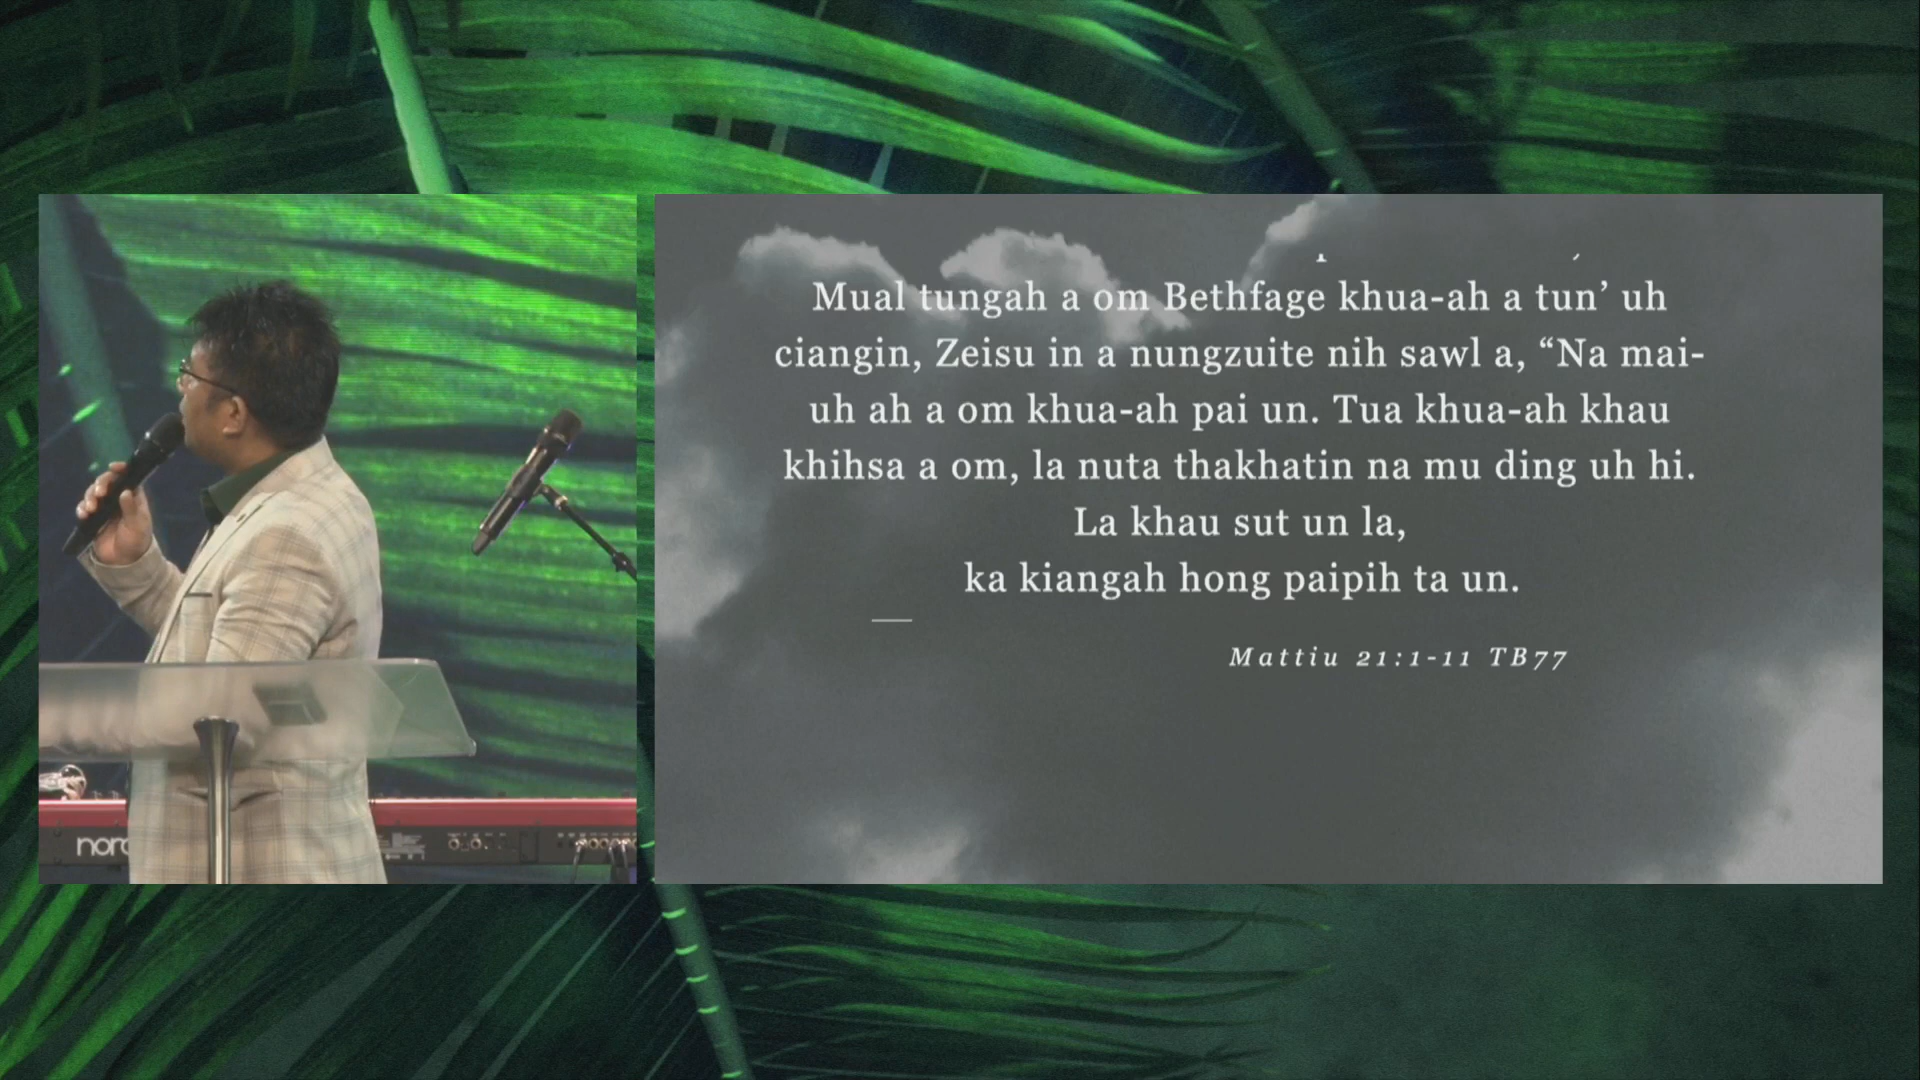 Mual tungah a om Bethfage khua-ah a tun’ uh
ciangin, Zeisu in a nungzuite nih sawl a, “Na mai-
uh ah a om khua-ah pai un. Tua khua-ah khau
khihsa a om, la nuta thakhatin na mu ding uh hi.
La khau sut un la,
ka kiangah hong paipih ta un.
Mattiu 21:1-11 TB77
nord